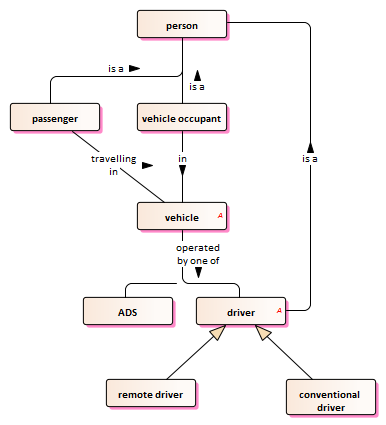 person
is a
is a
passenger
vehicle occupant
travelling
in
in
is a
vehicle
A
operated
by one of
ADS
driver
A
remote driver
conventional
driver